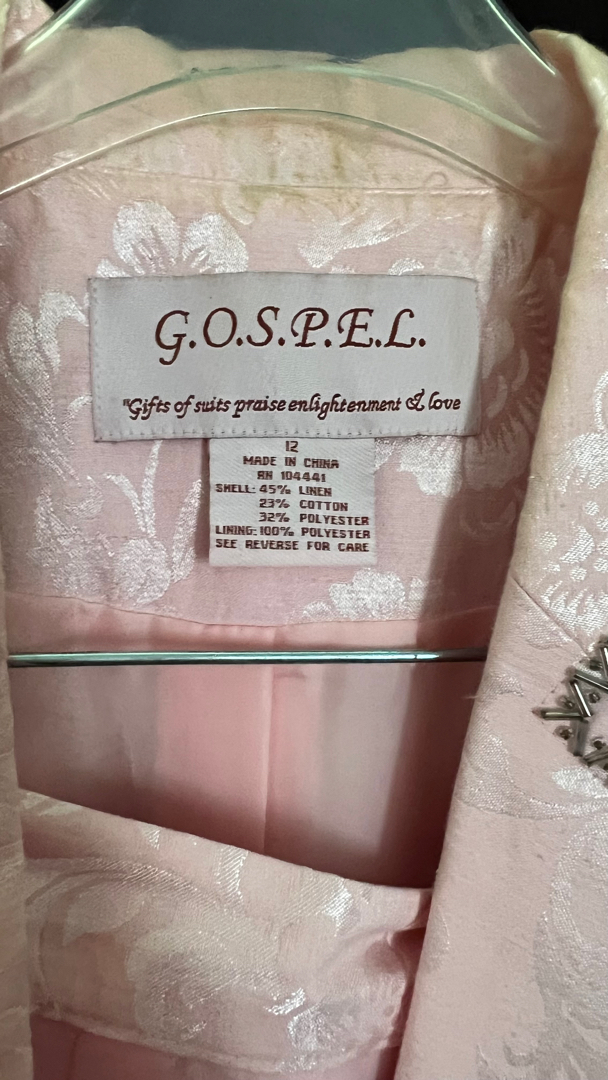 G.O.S.P.E.L.
"Gifts of suits praise enlightenment & love
12
MADE IN CHINA
RN 104441
SHELL: 45% LINEN
23% COTTON
32% POLYESTER
LINING: 100% POLYESTER
SEE REVERSE FOR CARE